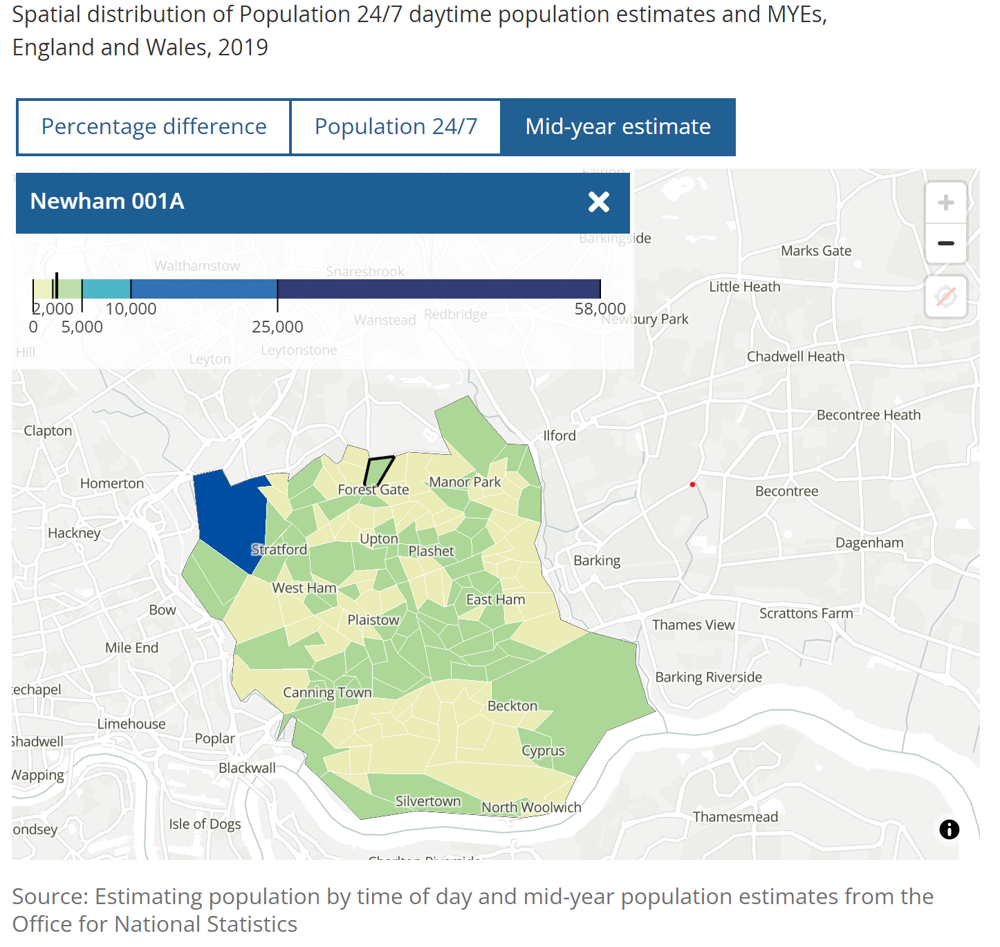 Spatial distribution of Population 24/7 daytime population estimates and MYEs,
England and Wales, 2019
Percentage difference
Population 24/7
Mid-year estimate
Newham 001A
Barkingside
Marks Gate
Walthamstow
Snaresbrook
Little Heath
2,000
10,000
58,000
0
5,000
25,000
Wanstead
Redbridge
Newbury Park
Hill
Leyton
Leytonstone
Chadwell Heath
Becontree Heath
Clapton
Ilford
Homerton
Forest Gate
Manor Park
Becontree
Hackney
Upton
Plashet
Stratford
Barking
Dagenham
West Ham
East Ham
Bow
Plaistow
Scrattons Farm
Thames View
Mile End
Barking Riverside
techapel
Canning Town
Beckton
Limehouse
Poplar
Shadwell
Cyprus
Blackwall
Wapping
Silvertown
North Woolwich
Thamesmead
Isle of Dogs
ondsey
Source: Estimating population by time of day and mid-year population estimates from the
Office for National Statistics